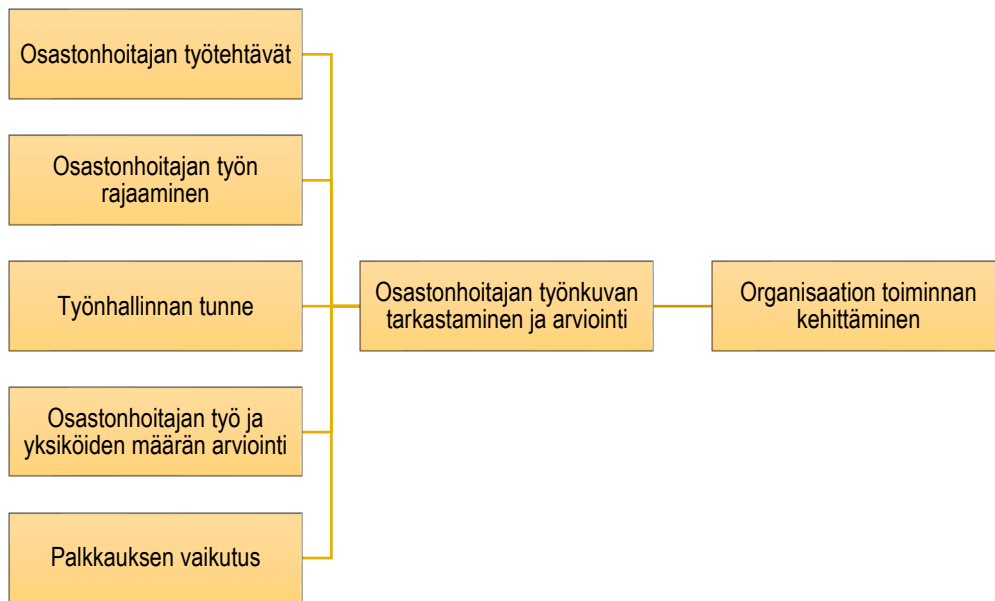 Osastonhoitajan työtehtävät
Osastonhoitajan työn
rajaaminen
Työnhallinnan tunne
Osastonhoitajan työ ja
yksiköiden määrän arviointi
Palkkauksen vaikutus
Osastonhoitajan työnkuvan
tarkastaminen ja arviointi
Organisaation toiminnan
kehittäminen